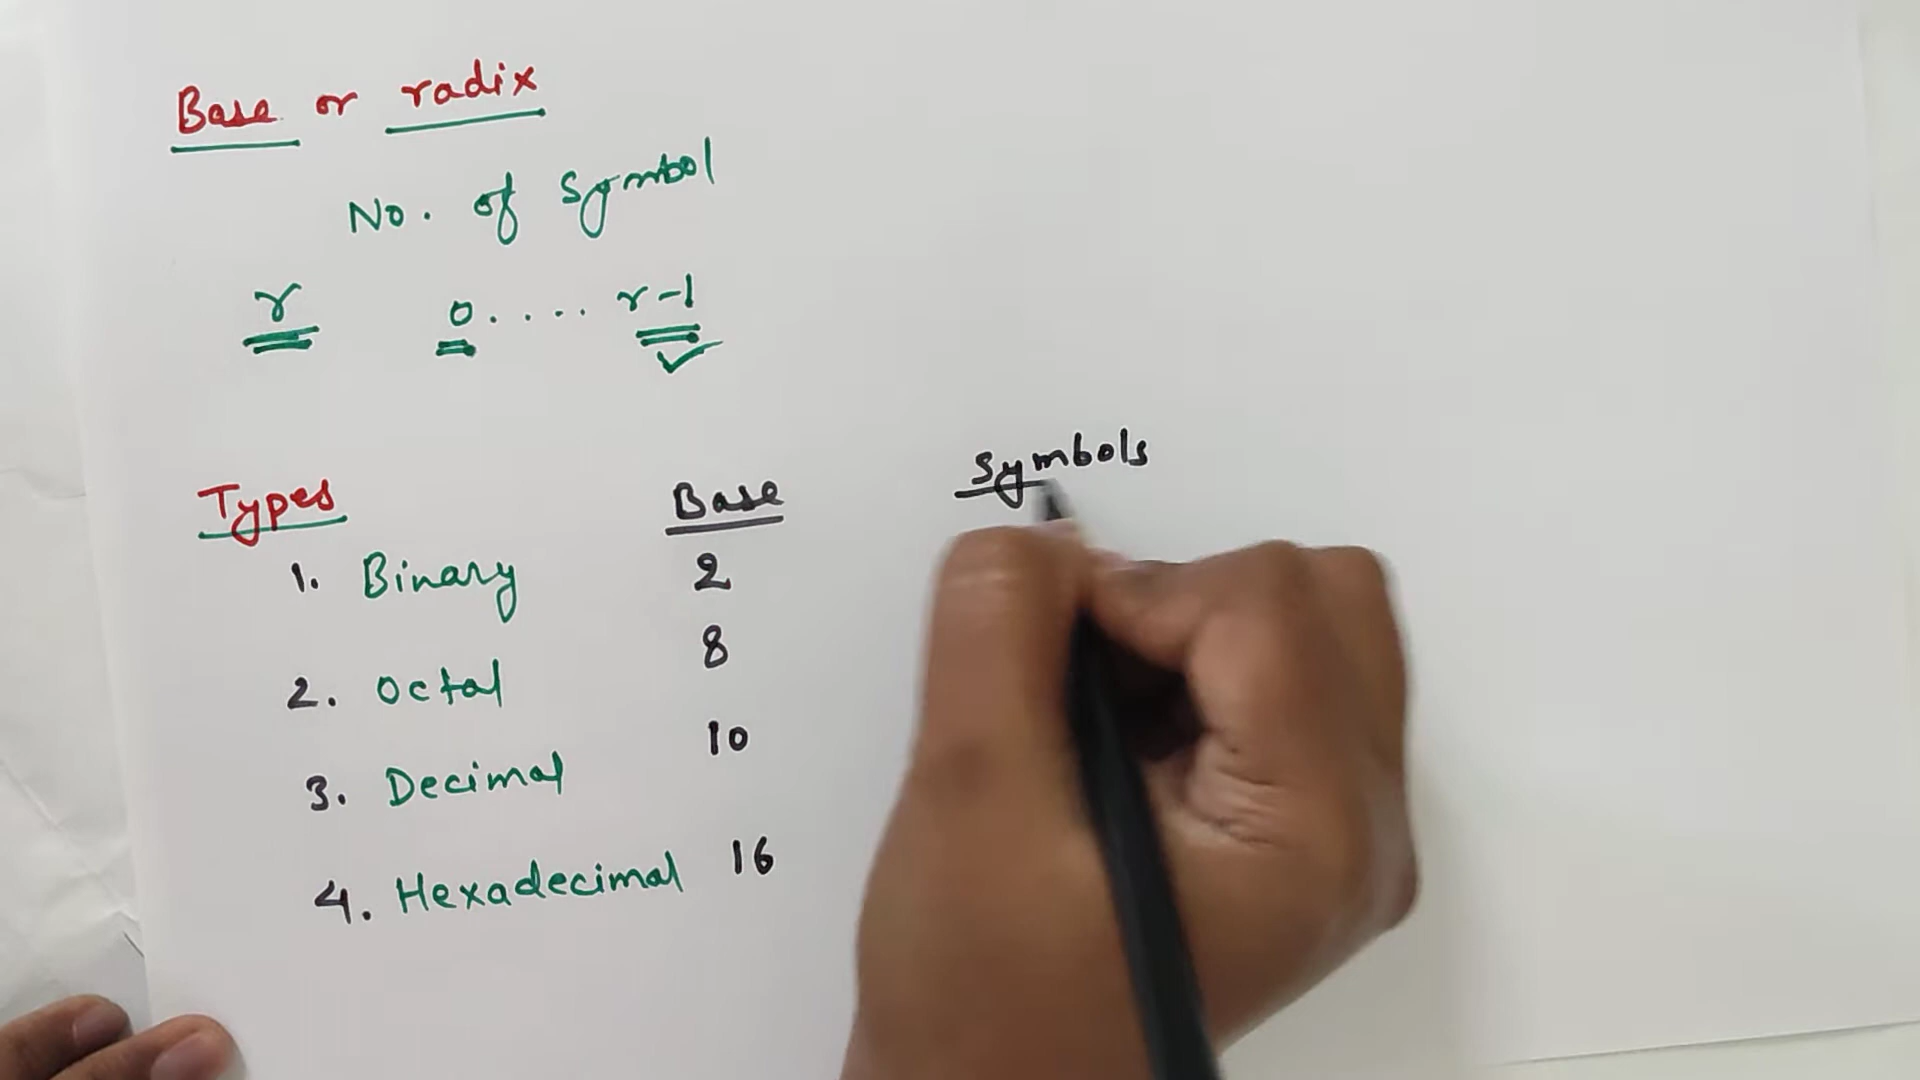 Base or radix
No. of Symbol
r 0 . . . . r-1
Types Base Symbols
1. Binary 2
2. Octal 8
3. Decimal 10
4. Hexadecimal 16